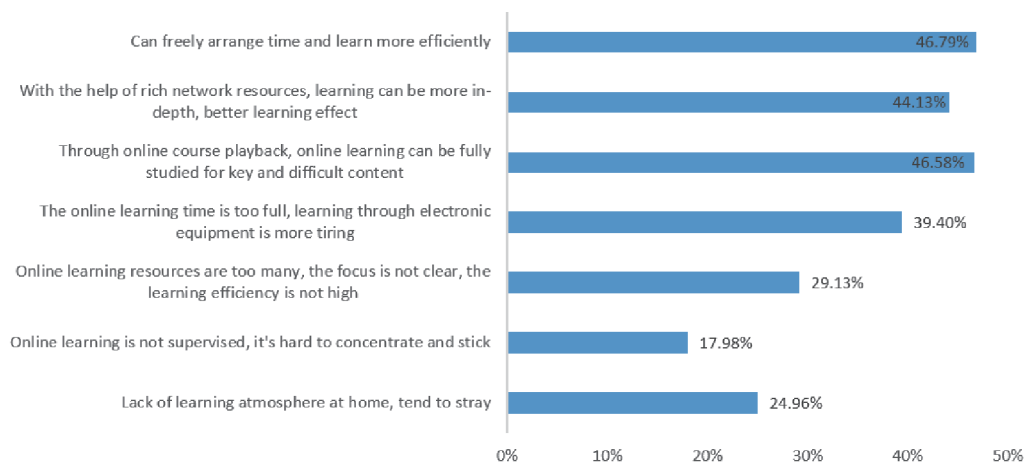 Can freely arrange time and learn more efficiently
46.79%
With the help of rich network resources, learning can be more in-
depth, better learning effect
44.13%
Through online course playback, online learning can be fully
studied for key and difficult content
46.58%
The online learning time is too full, learning through electronic
equipment is more tiring
39.40%
Online learning resources are too many, the focus is not clear, the
learning efficiency is not high
29.13%
Online learning is not supervised, it's hard to concentrate and stick
17.98%
Lack of learning atmosphere at home, tend to stray
24.96%
0% 10% 20% 30% 40% 50%